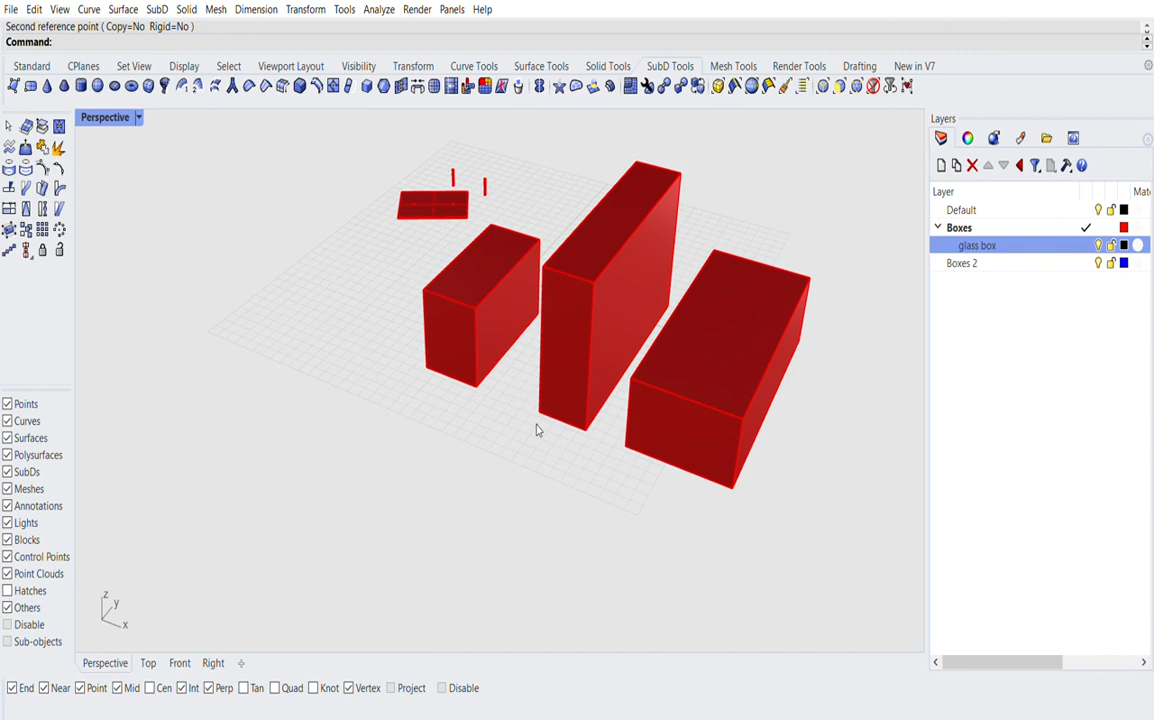 File Edit View Curve Surface SubD Solid Mesh Dimension Transform Tools Analyze Render Panels Help
Second reference point ( Copy=No Rigid=No )
Command:
Standard CPlanes Set View Display Select Viewport Layout Visibility Transform Curve Tools Surface Tools Solid Tools SubD Tools Mesh Tools Render Tools Drafting New in V7
Perspective
Layers
Layer Mat
Default
Boxes
glass box
Boxes 2
Points
Curves
Surfaces
Polysurfaces
SubDs
Meshes
Annotations
Lights
Blocks
Control Points
Point Clouds
Hatches
Others
Disable
Sub-objects
z
y
x
Perspective Top Front Right
End Near Point Mid Cen Int Perp Tan Quad Knot Vertex Project Disable